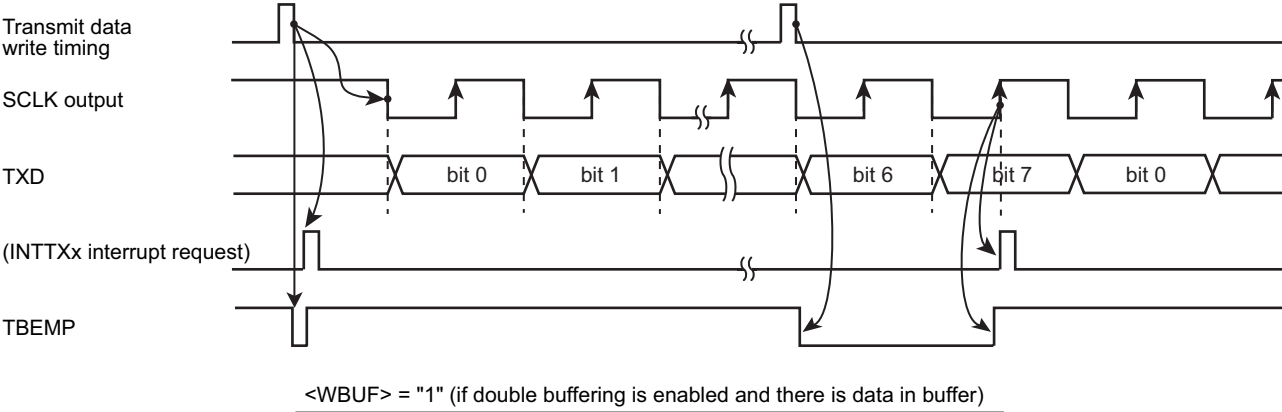 Transmit data
write timing
SCLK output
TXD
bit 0
bit 1
bit 6
bit 7
bit 0
(INTTXx interrupt request)
TBEMP
<WBUF> = "1" (if double buffering is enabled and there is data in buffer)